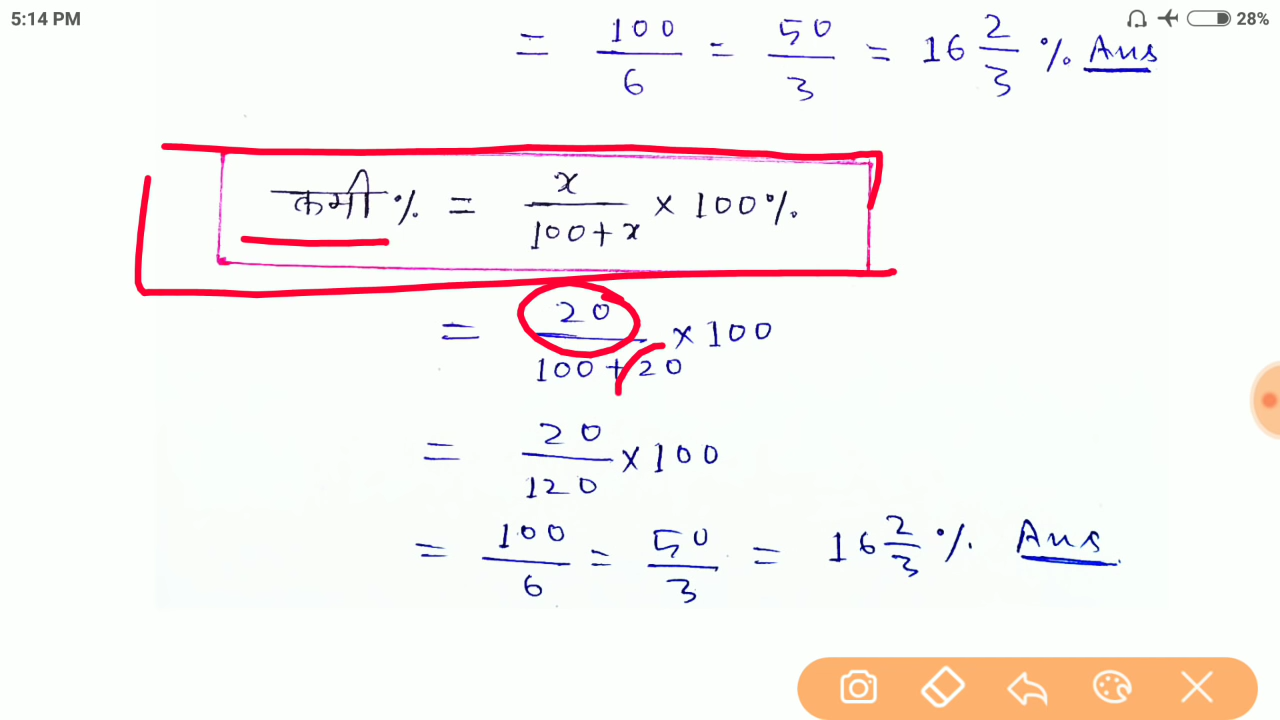 5:14 PM 28%
= 100/6 = 50/3 = 16 2/3 % Ans
कमी % = x/(100+x) × 100%
= 20/(100+20) × 100
= 20/120 × 100
= 100/6 = 50/3 = 16 2/3 % Ans